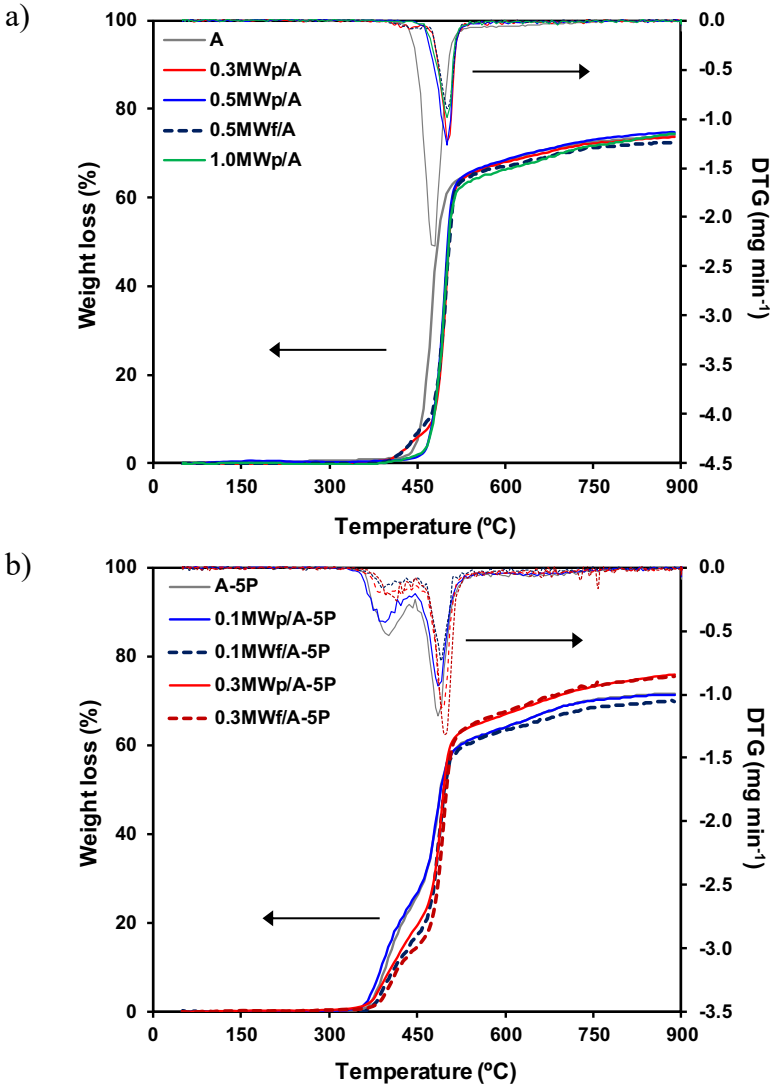 a)
A
0.3MWp/A
0.5MWp/A
0.5MWf/A
1.0MWp/A
100
80
60
40
20
0
Weight loss (%)
0.0
-0.5
-1.0
-1.5
-2.0
-2.5
-3.0
-3.5
-4.0
-4.5
DTG (mg min⁻¹)
0 150 300 450 600 750 900
Temperature (ºC)
b)
A-5P
0.1MWp/A-5P
0.1MWf/A-5P
0.3MWp/A-5P
0.3MWf/A-5P
100
80
60
40
20
0
Weight loss (%)
0.0
-0.5
-1.0
-1.5
-2.0
-2.5
-3.0
-3.5
DTG (mg min⁻¹)
0 150 300 450 600 750 900
Temperature (ºC)